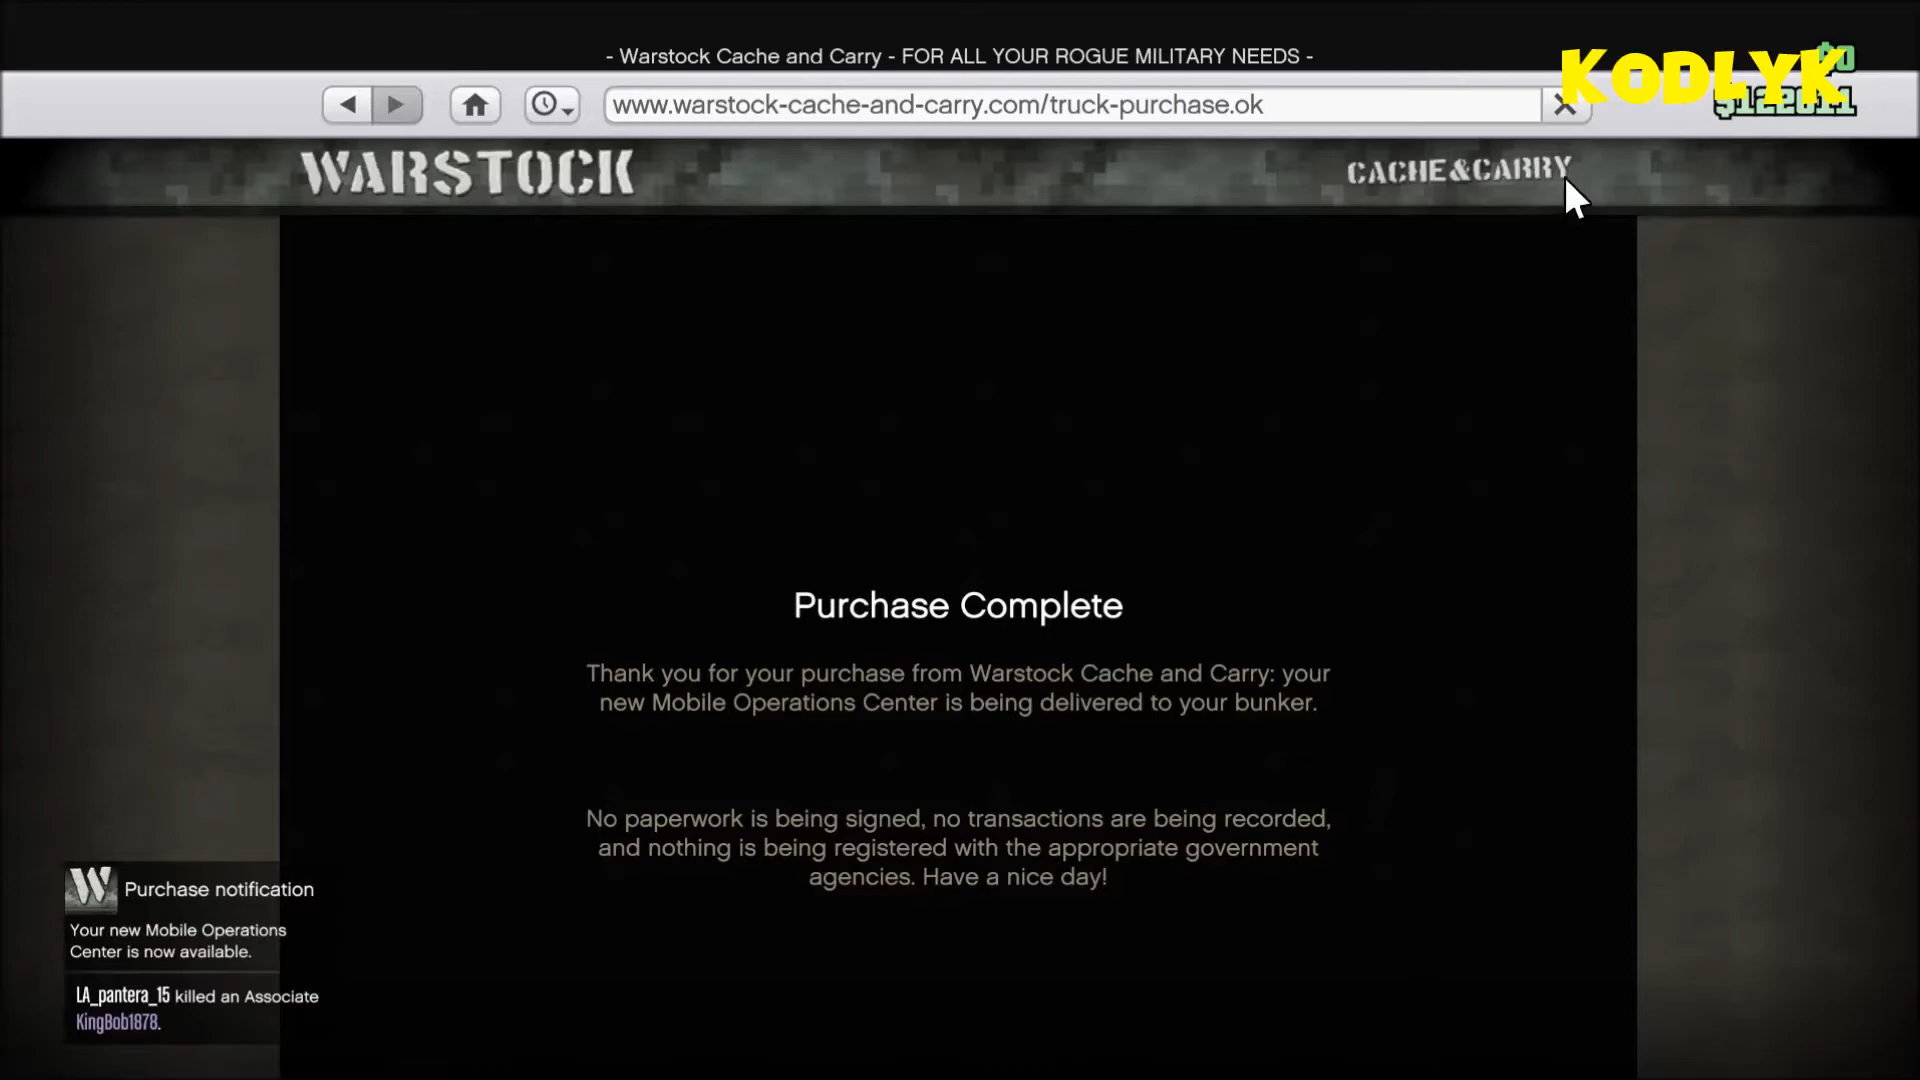 - Warstock Cache and Carry - FOR ALL YOUR ROGUE MILITARY NEEDS -
KODLYK
www.warstock-cache-and-carry.com/truck-purchase.ok
WARSTOCK
CACHE&CARRY
Purchase Complete
Thank you for your purchase from Warstock Cache and Carry: your
new Mobile Operations Center is being delivered to your bunker.
No paperwork is being signed, no transactions are being recorded,
and nothing is being registered with the appropriate government
agencies. Have a nice day!
W Purchase notification
Your new Mobile Operations
Center is now available.
LA_pantera_15 killed an Associate
KingBob1878.